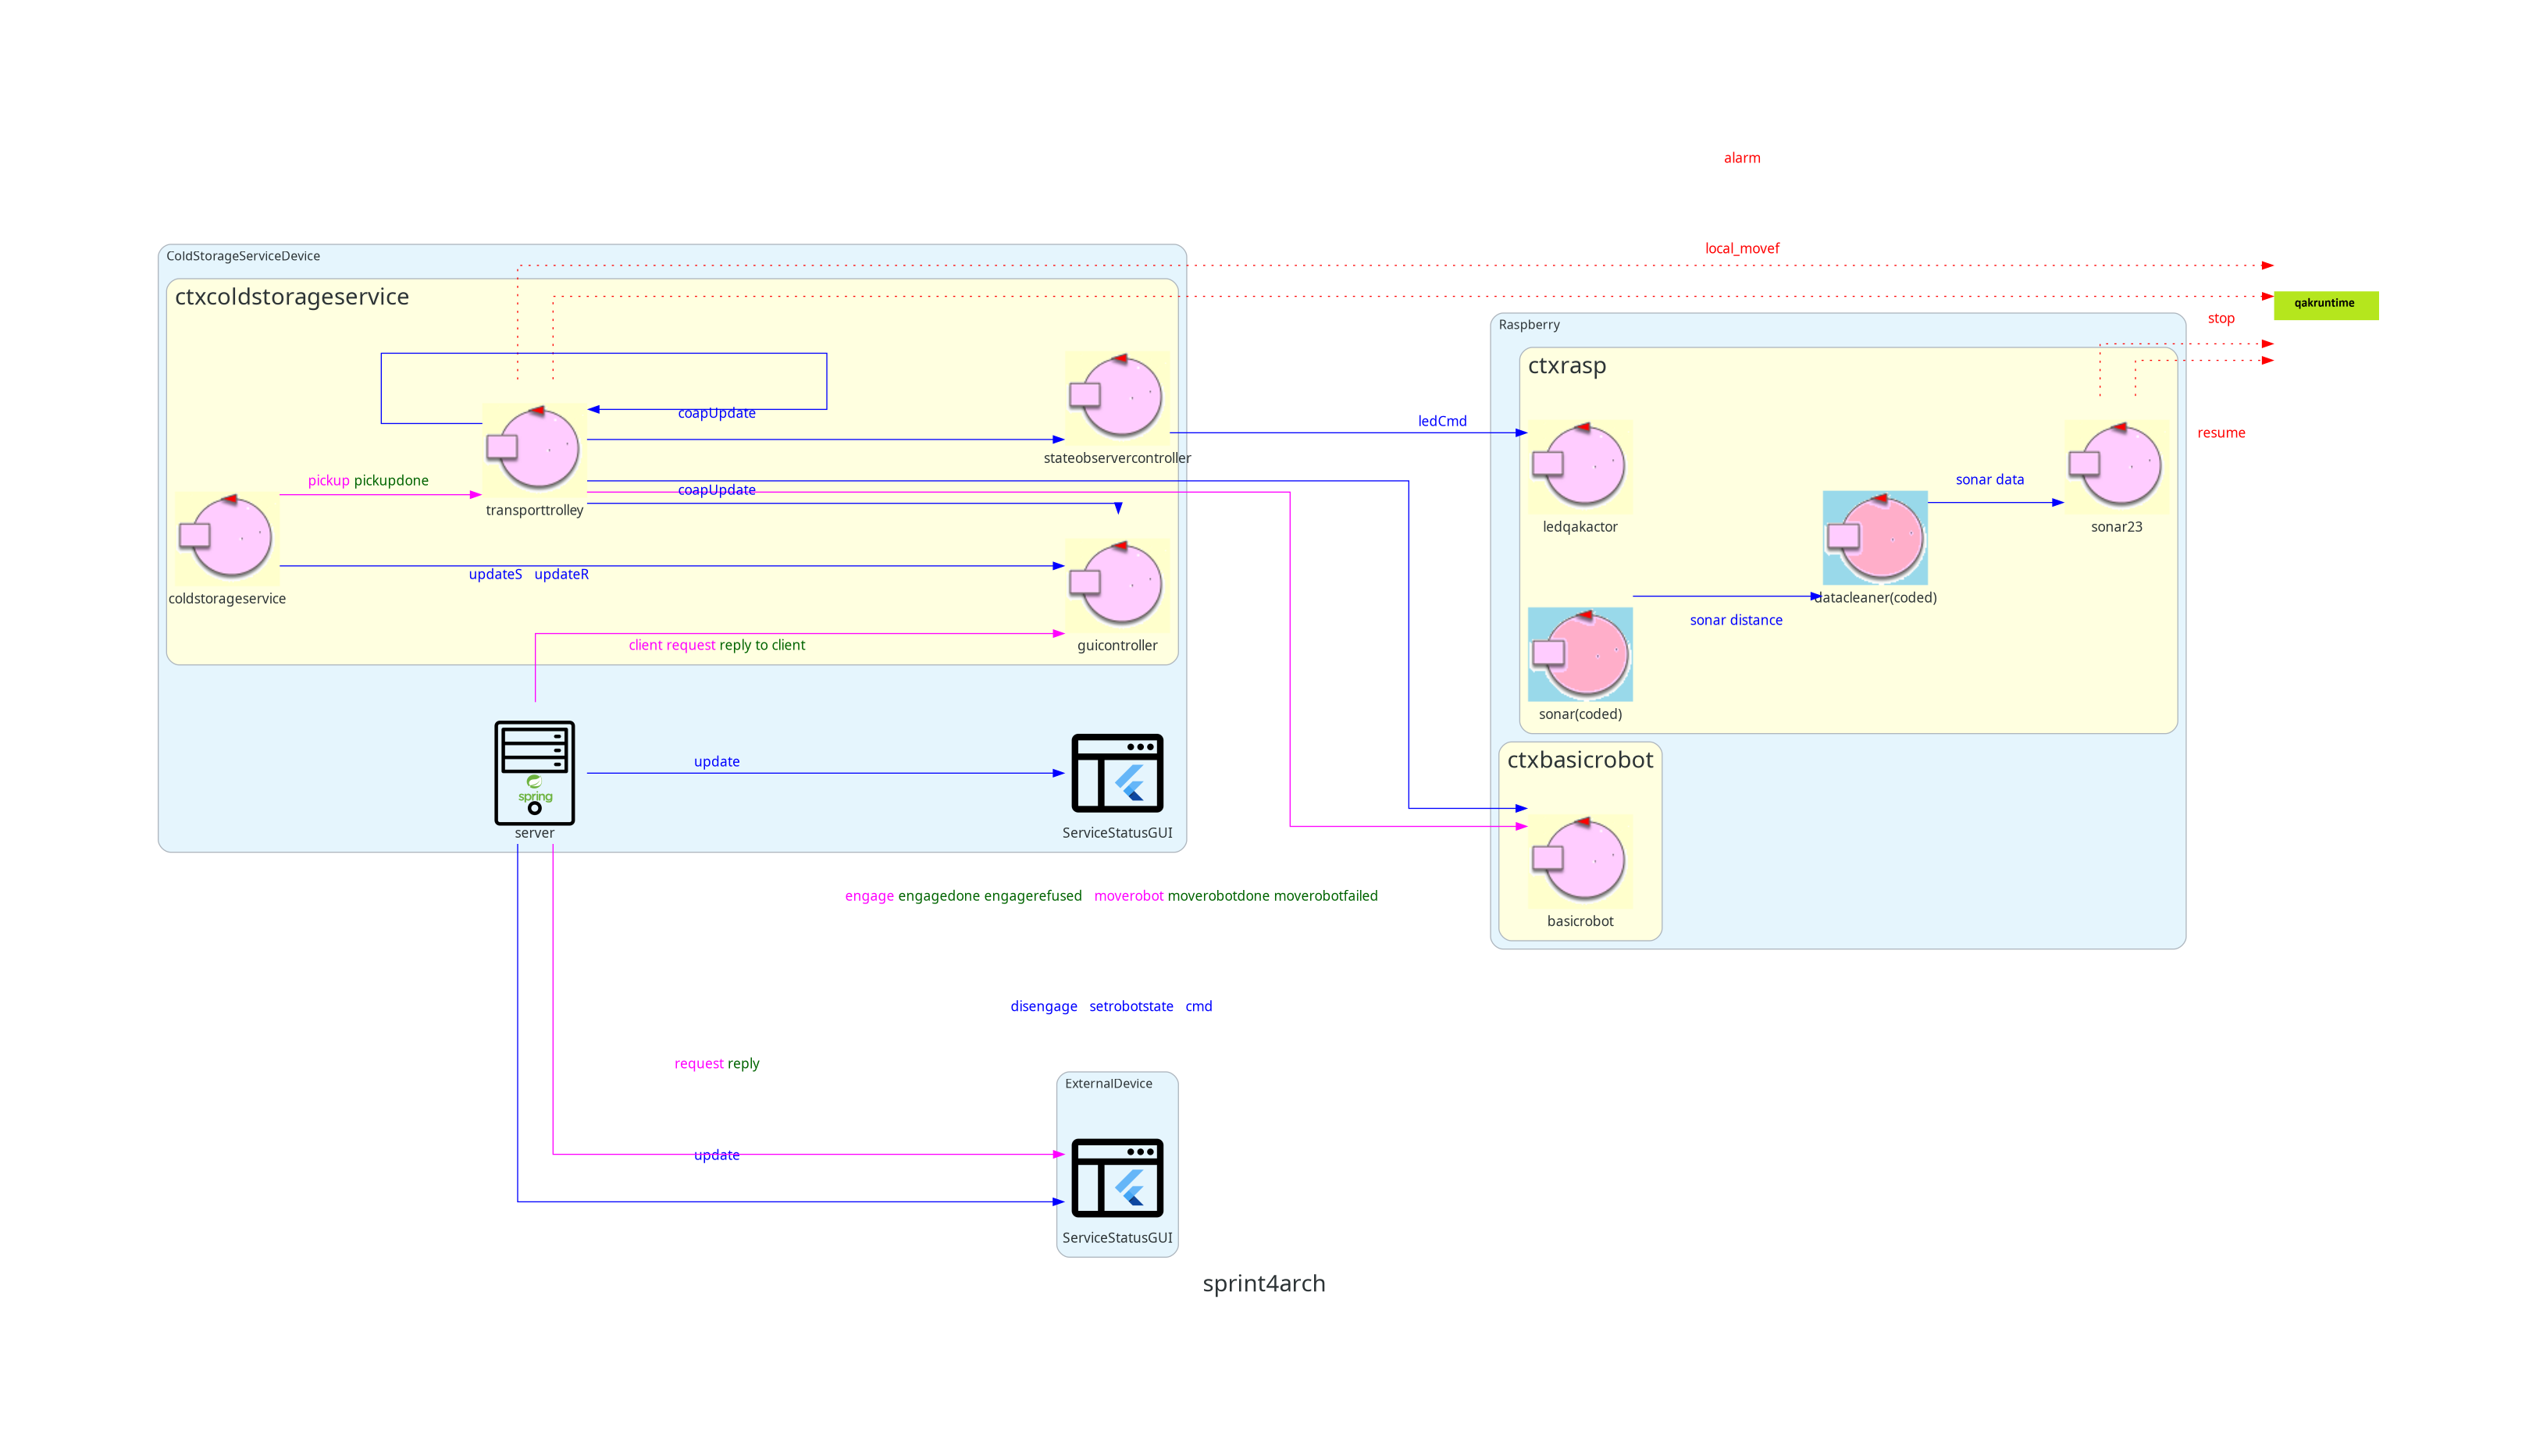 alarm
local_movef
ColdStorageServiceDevice
ctxcoldstorageservice
qakruntime
stop
Raspberry
ctxrasp
coapUpdate
ledCmd
resume
stateobservercontroller
pickup pickupdone
coapUpdate
sonar data
transporttrolley
ledqakactor
sonar23
updateS updateR
coldstorageservice
datacleaner(coded)
sonar distance
client request reply to client
guicontroller
sonar(coded)
update
ctxbasicrobot
spring
server
ServiceStatusGUI
engage engagedone engagerefused moverobot moverobotdone moverobotfailed
basicrobot
disengage setrobotstate cmd
request reply
ExternalDevice
update
ServiceStatusGUI
sprint4arch